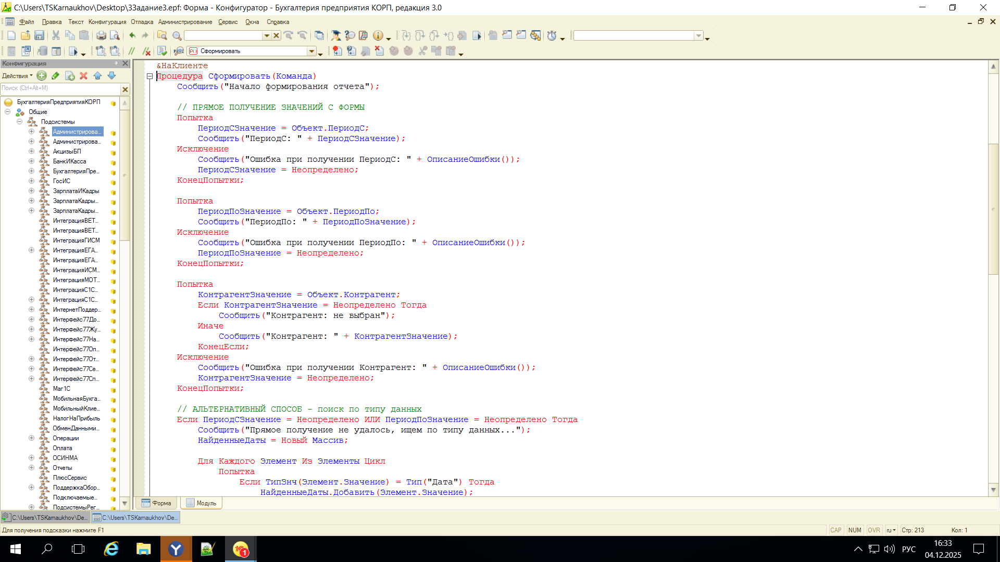 C:\Users\TSKarnaukhov\Desktop\33адание3.epf: Форма - Конфигуратор - Бухгалтерия предприятия КОРП, редакция 3.0
Файл Правка Текст Конфигурация Отладка Администрирование Сервис Окна Справка
Сформировать
Конфигурация
Действия
Поиск (Ctrl+Alt+M)
БухгалтерияПредприятияКОРП
Общие
Подсистемы
Администрирова...
Администрирова...
АкцизыБП
БанкИКасса
БухгалтерияПре...
ГосИС
ЗарплатаИКадры
ЗарплатаКадры...
ЗарплатаКадры...
ИнтеграцияВЕТ...
ИнтеграцияВЕТ...
ИнтеграцияГИСМ
ИнтеграцияЕГА...
ИнтеграцияЕГА...
ИнтеграцияИСМ...
ИнтеграцияМОТ...
ИнтеграцияС1С...
ИнтеграцияС1С...
ИнтернетПоддер...
Интерфейс77До...
Интерфейс77Жу...
Интерфейс77На...
Интерфейс77Оп...
Интерфейс77От...
Интерфейс77Се...
Интерфейс77Сп...
Маг1С
МобильнаяБухга...
МобильныйКлие...
НалогНаПрибыль
ОбменДанными...
Операции
Оплата
ОСИНМА
Отчеты
ПлюсСервис
ПоддержкаОбор...
Подключаемые...
ПодсистемыРег...
&НаКлиенте
Процедура Сформировать(Команда)
Сообщить("Начало формирования отчета");
// ПРЯМОЕ ПОЛУЧЕНИЕ ЗНАЧЕНИЙ С ФОРМЫ
Попытка
ПериодСЗначение = Объект.ПериодС;
Сообщить("ПериодС: " + ПериодСЗначение);
Исключение
Сообщить("Ошибка при получении ПериодС: " + ОписаниеОшибки());
ПериодСЗначение = Неопределено;
КонецПопытки;
Попытка
ПериодПоЗначение = Объект.ПериодПо;
Сообщить("ПериодПо: " + ПериодПоЗначение);
Исключение
Сообщить("Ошибка при получении ПериодПо: " + ОписаниеОшибки());
ПериодПоЗначение = Неопределено;
КонецПопытки;
Попытка
КонтрагентЗначение = Объект.Контрагент;
Если КонтрагентЗначение = Неопределено Тогда
Сообщить("Контрагент: не выбран");
Иначе
Сообщить("Контрагент: " + КонтрагентЗначение);
КонецЕсли;
Исключение
Сообщить("Ошибка при получении Контрагент: " + ОписаниеОшибки());
КонтрагентЗначение = Неопределено;
КонецПопытки;
// АЛЬТЕРНАТИВНЫЙ СПОСОБ - поиск по типу данных
Если ПериодСЗначение = Неопределено ИЛИ ПериодПоЗначение = Неопределено Тогда
Сообщить("Прямое получение не удалось, ищем по типу данных...");
НайденныеДаты = Новый Массив;
Для Каждого Элемент Из Элементы Цикл
Попытка
Если ТипЗнч(Элемент.Значение) = Тип("Дата") Тогда
НайденныеДаты.Добавить(Элемент.Значение);
Форма
Модуль
C:\Users\TSKarnaukhov\De...
C:\Users\TSKarnaukhov\De...
Для получения подсказки нажмите F1
CAP NUM OVR ru Стр: 213 Кол: 1
1
РУС
16:33
04.12.2025